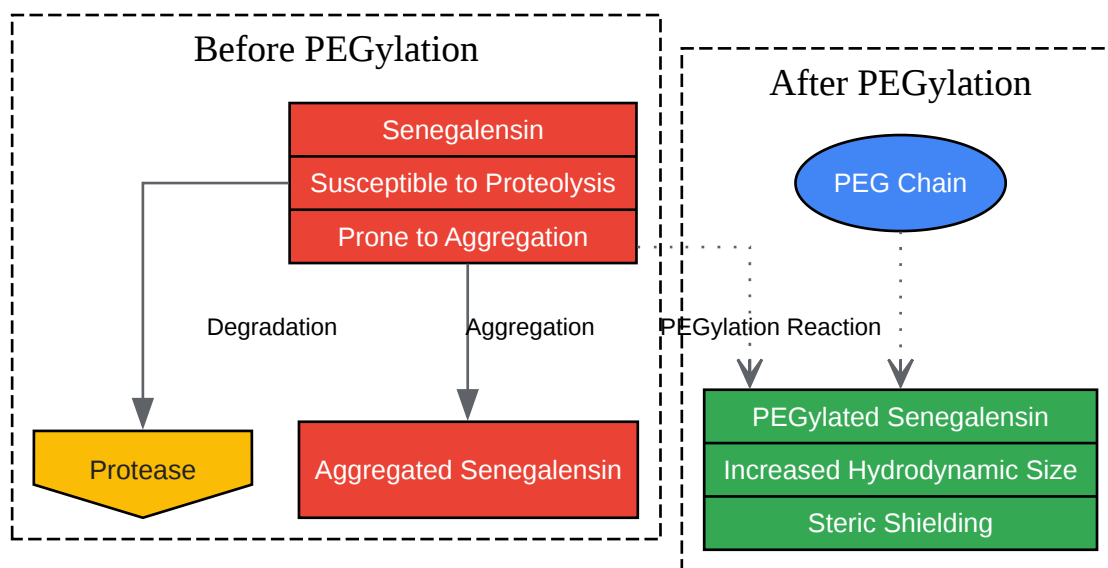 Before PEGylation
Senegalensin
Susceptible to Proteolysis
Prone to Aggregation
Degradation
Aggregation
Protease
Aggregated Senegalensin
After PEGylation
PEG Chain
PEGylation Reaction
PEGylated Senegalensin
Increased Hydrodynamic Size
Steric Shielding